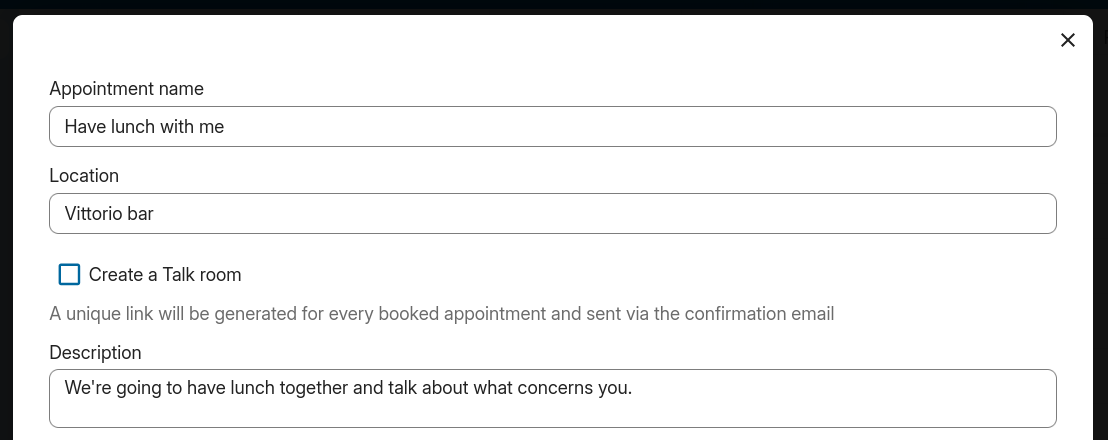 Appointment name
Have lunch with me
Location
Vittorio bar
Create a Talk room
A unique link will be generated for every booked appointment and sent via the confirmation email
Description
We're going to have lunch together and talk about what concerns you.